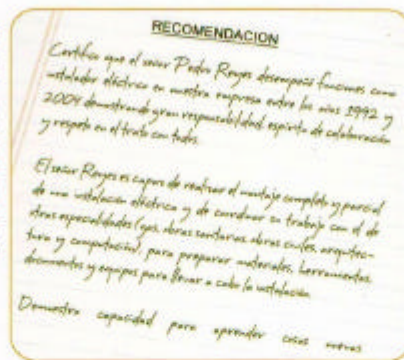 RECOMENDACION
Certifico que el señor Pedro Reyes desempeñó funciones como
instalador eléctrico en nuestra empresa entre los años 1992 y
2004 demostrando gran responsabilidad, espíritu de colaboración
y respeto en el trato con todos.
El señor Reyes es capaz de realizar el montaje completo y parcial
de una instalación eléctrica y de coordinar su trabajo con el de
otras especialidades (gas, obras sanitarias, obras civiles, arquitec-
tura y computación), para preparar materiales, herramientas,
documentos y equipos para llevar a cabo la instalación.
Demuestra capacidad para aprender cosas nuevas